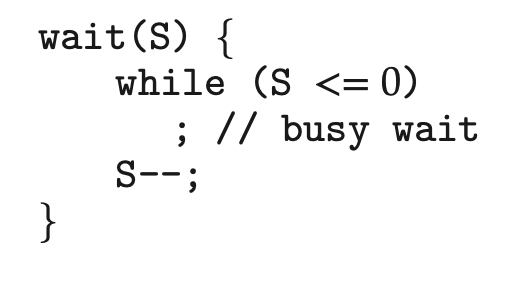 wait(S) {
    while (S <= 0)
      ; // busy wait
    S--;
}